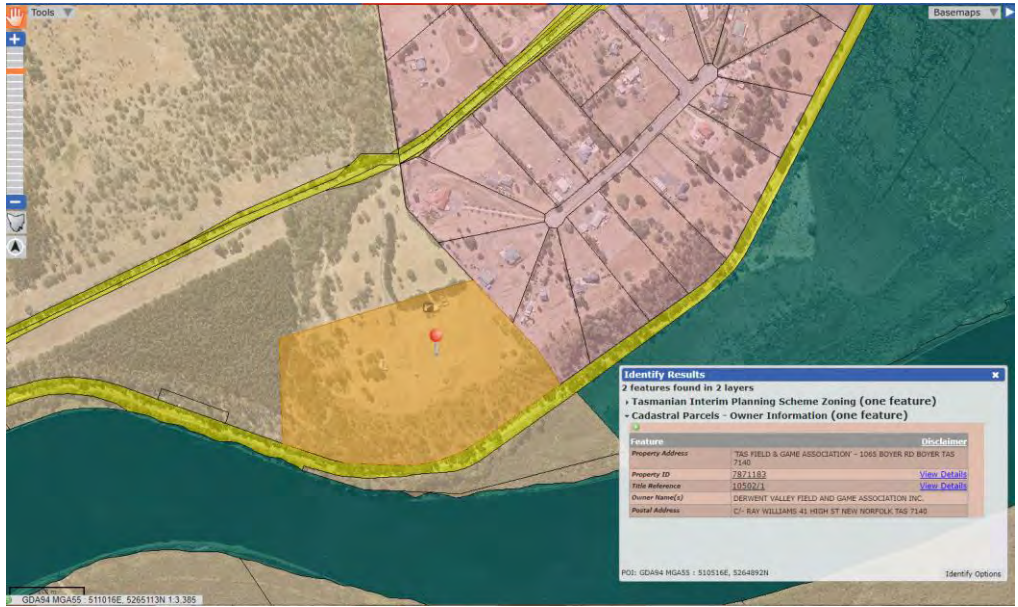 Tools
Basemaps
Identify Results
2 features found in 2 layers
Tasmanian Interim Planning Scheme Zoning (one feature)
Cadastral Parcels - Owner Information (one feature)
Feature Disclaimer
Property Address 'TAS FIELD & GAME ASSOCIATION' - 1065 BOYER RD BOYER TAS
7140
Property ID 7871183 View Details
Title Reference 10502/1 View Details
Owner Name(s) DERWENT VALLEY FIELD AND GAME ASSOCIATION INC.
Postal Address C/- RAY WILLIAMS 41 HIGH ST NEW NORFOLK TAS 7140
POI: GDA94 MGA55 : 510516E, 5264892N Identify Options
GDA94 MGA55 : 511016E, 5265113N 1:3,385